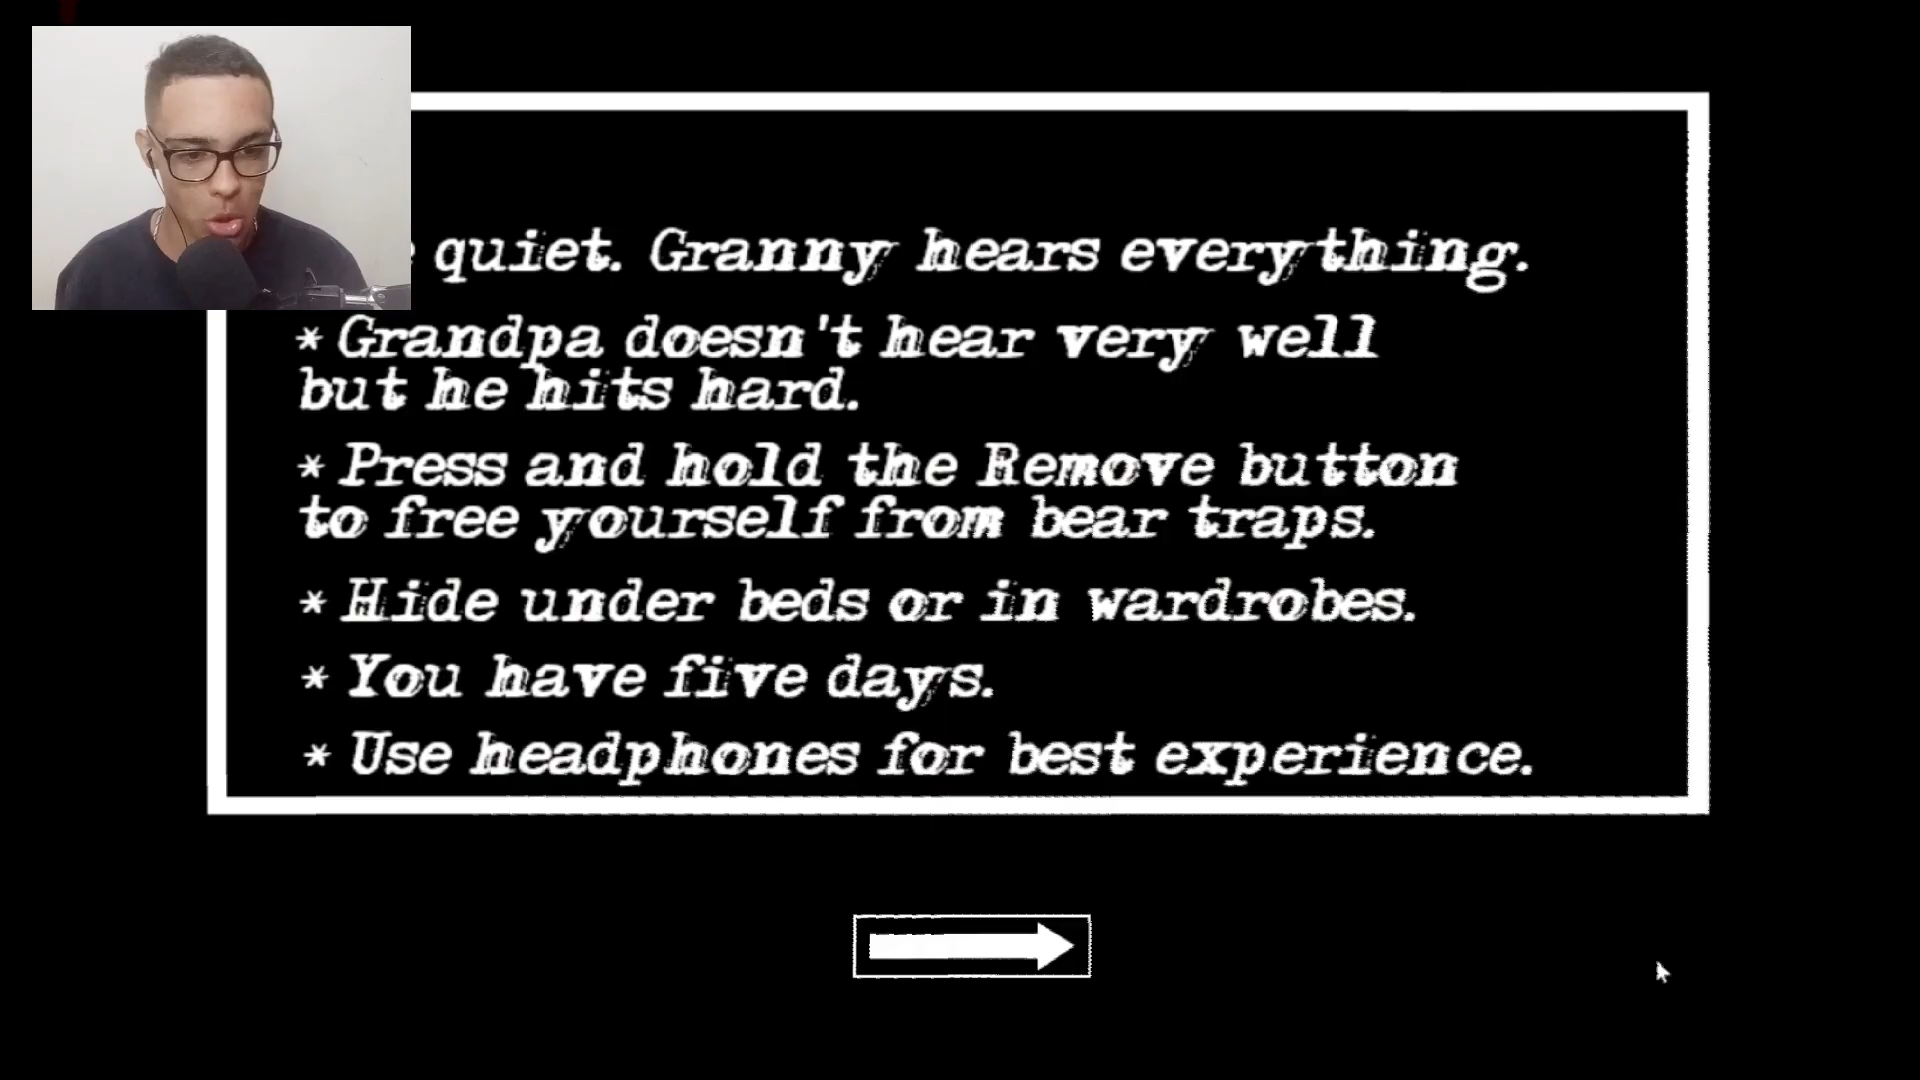 quiet. Granny hears everything.
* Grandpa doesn't hear very well
but he hits hard.
* Press and hold the Remove button
to free yourself from bear traps.
* Hide under beds or in wardrobes.
* You have five days.
* Use headphones for best experience.